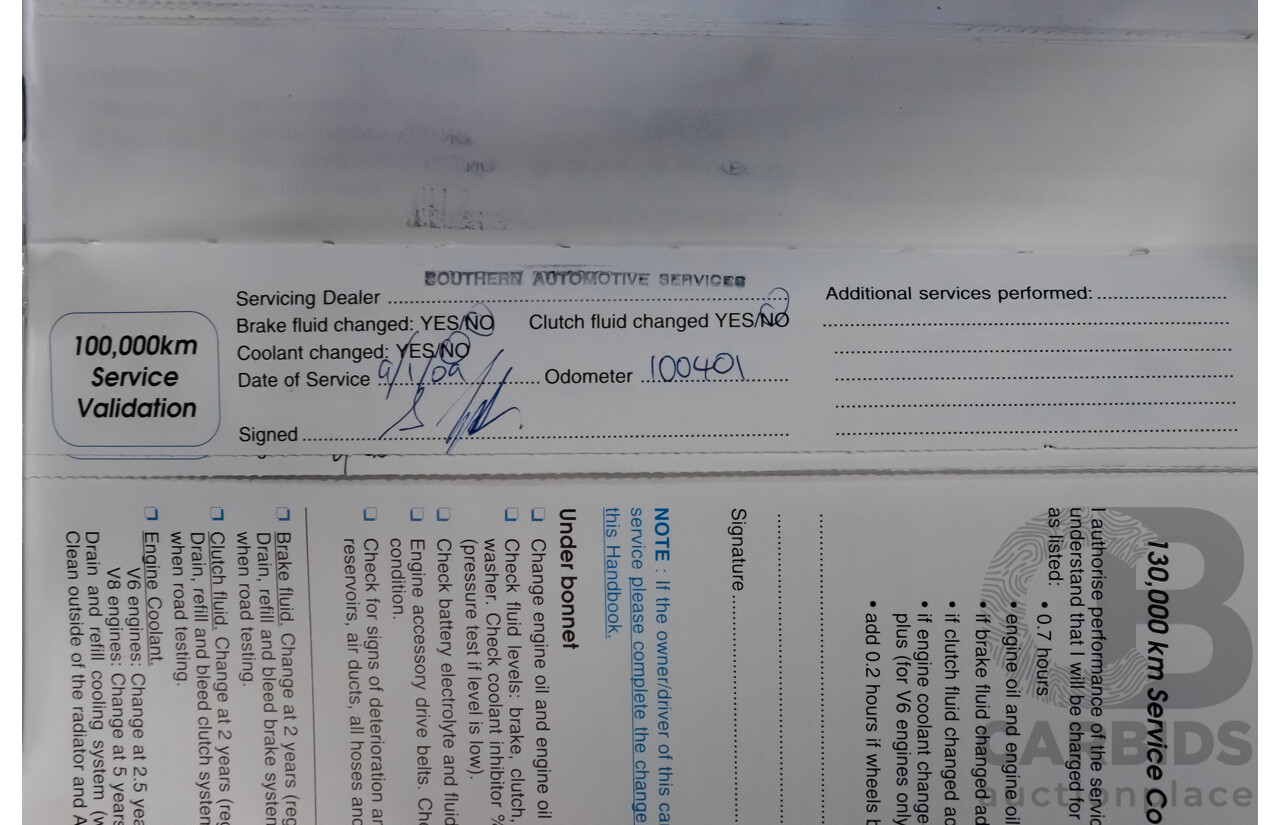 SOUTHERN AUTOMOTIVE SERVICES
100,000km
Service
Validation
Servicing Dealer
Brake fluid changed: YES/NO Clutch fluid changed YES/NO
Coolant changed: YES/NO
Date of Service 9/1/09 Odometer 100401
Signed
Additional services performed:
130,000 km Service Co
I authorise performance of the servic
understand that I will be charged for
as listed:
• 0.7 hours
• engine oil and engine oil
• if brake fluid changed ad
• if clutch fluid changed ad
• if engine coolant change
plus (for V6 engines only
• add 0.2 hours if wheels b
Signature
NOTE : If the owner/driver of this ca
service please complete the change
this Handbook.
Under bonnet
❑ Change engine oil and engine oil
❑ Check fluid levels: brake, clutch,
washer. Check coolant inhibitor %
(pressure test if level is low).
❑ Check battery electrolyte and fluid
❑ Engine accessory drive belts. Che
condition.
❑ Check for signs of deterioration an
reservoirs, air ducts, all hoses and
❑ Brake fluid. Change at 2 years (reg
Drain, refill and bleed brake system
when road testing.
❑ Clutch fluid. Change at 2 years (reg
Drain, refill and bleed clutch system
when road testing.
❑ Engine Coolant.
V6 engines: Change at 2.5 yea
V8 engines: Change at 5 years
Drain and refill cooling system (w
Clean outside of the radiator and A
CB
CARBIDS
auctionplace